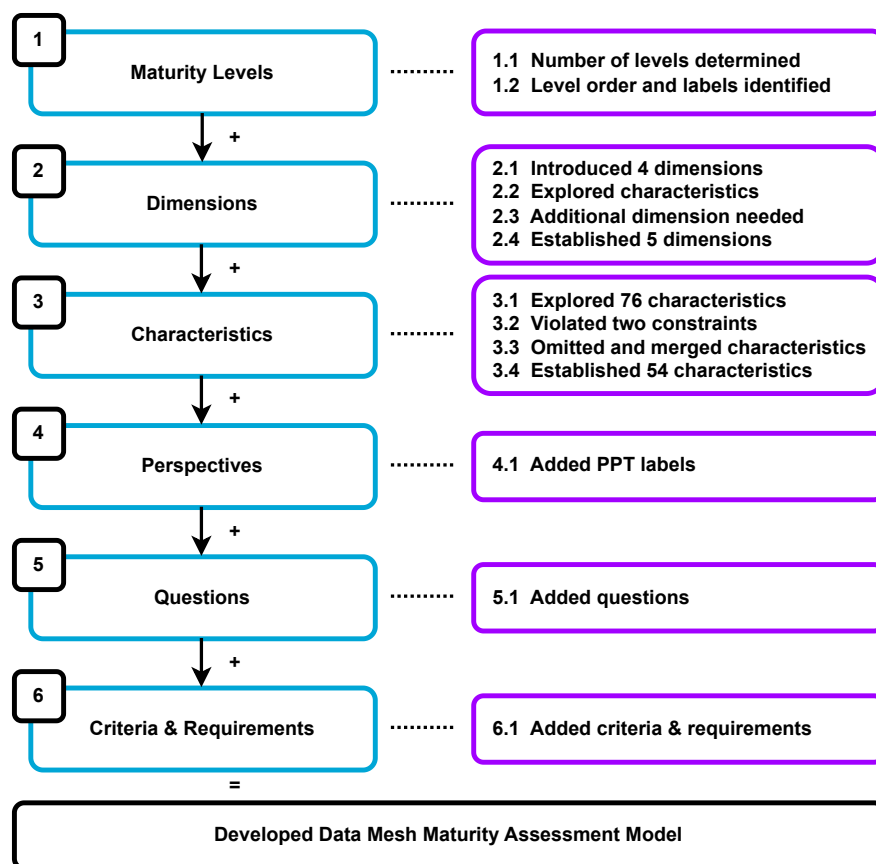 1
Maturity Levels
1.1 Number of levels determined
1.2 Level order and labels identified
+
2
Dimensions
2.1 Introduced 4 dimensions
2.2 Explored characteristics
2.3 Additional dimension needed
2.4 Established 5 dimensions
+
3
Characteristics
3.1 Explored 76 characteristics
3.2 Violated two constraints
3.3 Omitted and merged characteristics
3.4 Established 54 characteristics
+
4
Perspectives
4.1 Added PPT labels
+
5
Questions
5.1 Added questions
+
6
Criteria & Requirements
6.1 Added criteria & requirements
=
Developed Data Mesh Maturity Assessment Model